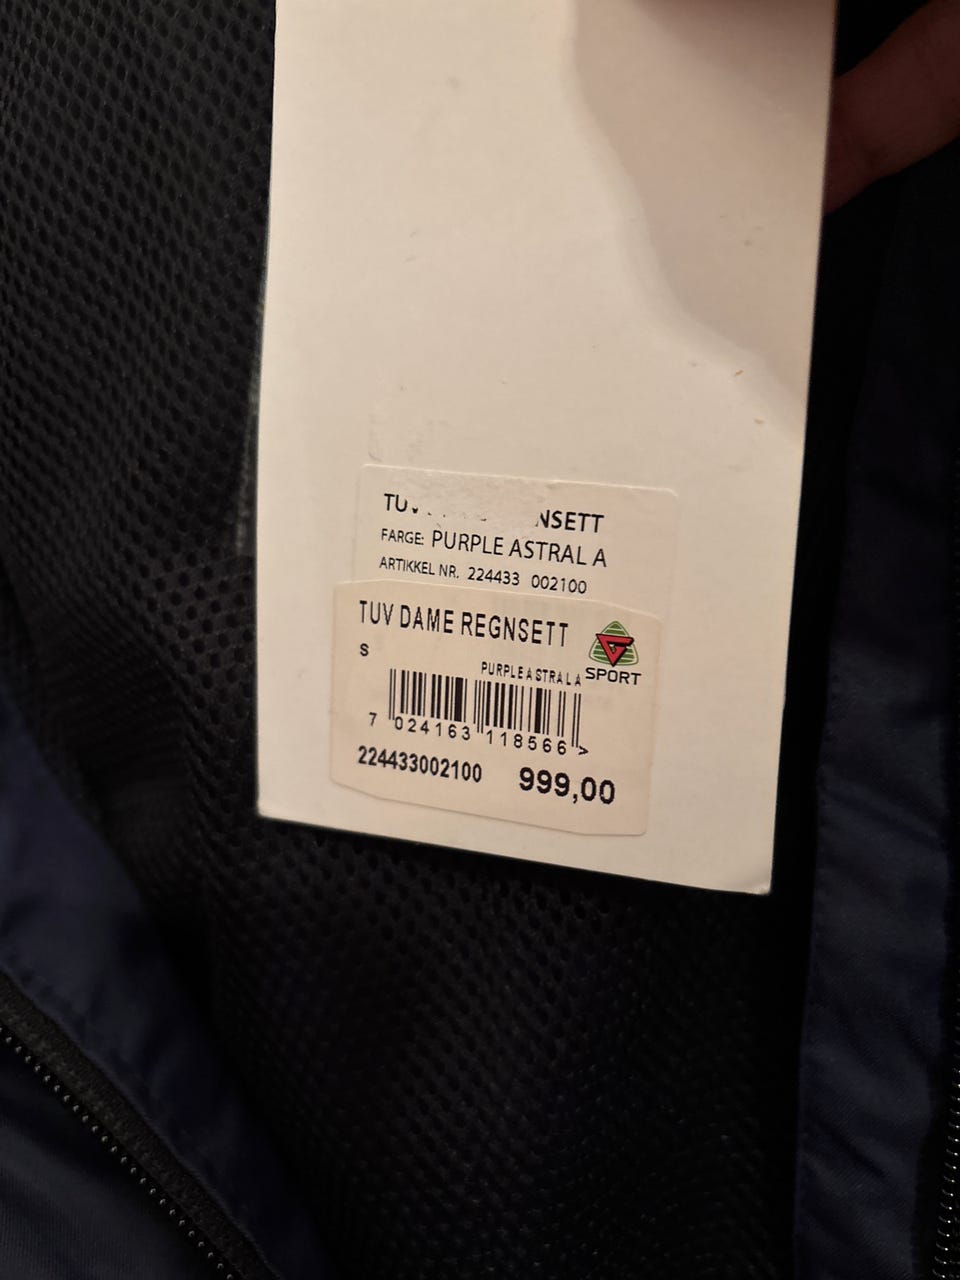 NSETT
FARGE: PURPLE ASTRAL A
ARTIKKEL NR. 224433 002100
TUV DAME REGNSETT
S
PURPLE ASTRAL A SPORT
7 024163 118566 >
224433002100 999,00